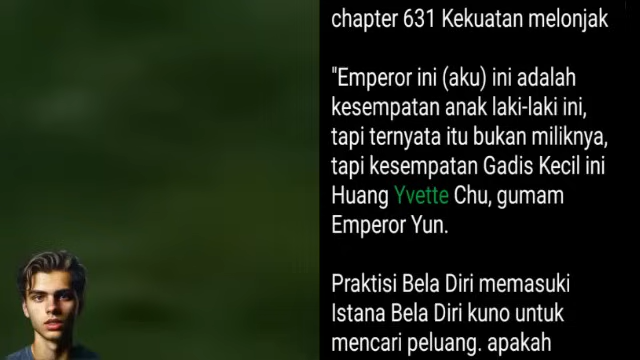 chapter 631 Kekuatan melonjak
"Emperor ini (aku) ini adalah
kesempatan anak laki-laki ini,
tapi ternyata itu bukan miliknya,
tapi kesempatan Gadis Kecil ini
Huang Yvette Chu, gumam
Emperor Yun.
Praktisi Bela Diri memasuki
Istana Bela Diri kuno untuk
mencari peluang. apakah